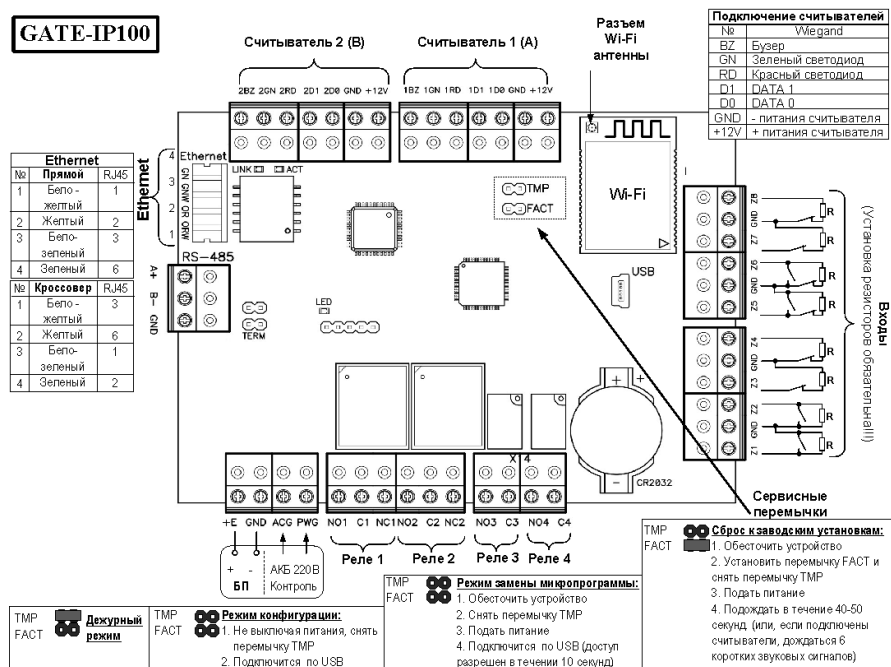 GATE-IP100
Считыватель 2 (B)
Считыватель 1 (A)
Разъем
Wi-Fi
антенны
Подключение считывателей
№ Wiegand
BZ Бузер
GN Зеленый светодиод
RD Красный светодиод
D1 DATA 1
D0 DATA 0
GND - питания считывателя
+12V + питания считывателя
2BZ 2GN 2RD 2D1 2D0 GND +12V
1BZ 1GN 1RD 1D1 1D0 GND +12V
Ethernet
№ Прямой RJ45
1 Бело - желтый 1
2 Желтый 2
3 Бело- зеленый 3
4 Зеленый 6
№ Кроссовер RJ45
1 Бело - желтый 3
2 Желтый 6
3 Бело- зеленый 1
4 Зеленый 2
Ethernet
4 Ethernet
3
2
1
GN GNW OR ORW
LINK ACT
TMP
FACT
Wi-Fi
USB
RS-485
A+
B-
GND
TERM
LED
X 4
+ +
CR2032
Z8
GND
Z7
Z6
GND
Z5
Z4
GND
Z3
Z2
GND
Z1
R
R
R
R
R
R
R
R
Входы
(Установка резисторов обязательна!!!)
+E GND ACG PWG
NO1 C1 NC1 NO2 C2 NC2
NO3 C3 NO4 C4
+ -
БП
АКБ 220В
Контроль
Реле 1
Реле 2
Реле 3
Реле 4
Сервисные
перемычки
TMP
FACT
Дежурный
режим
TMP
FACT
Режим конфигурации:
1. Не выключая питания, снять
перемычку TMP
2. Подключится по USB
TMP
FACT
Режим замены микропрограммы:
1. Обесточить устройство
2. Снять перемычку TMP
3. Подать питание
4. Подключится по USB (доступ
разрешен в течении 10 секунд)
TMP
FACT
Сброс к заводским установкам:
1. Обесточить устройство
2. Установить перемычку FACT и
снять перемычку TMP
3. Подать питание
4. Подождать в течение 40-50
секунд (или, если подключены
считыватели, дождаться 6
коротких звуковых сигналов)